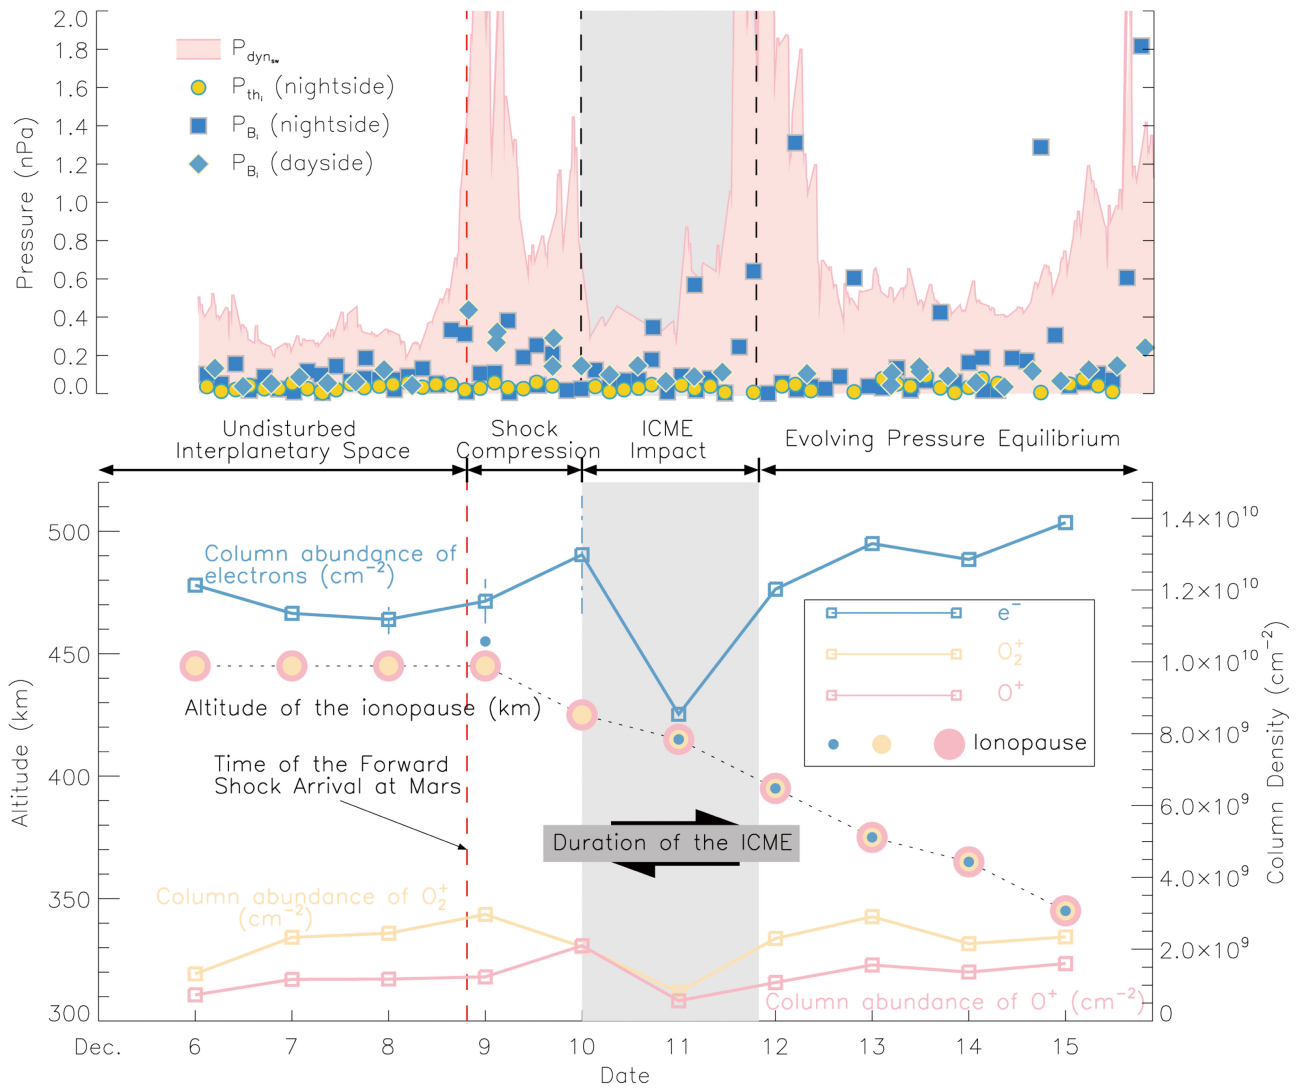 2.0
1.8
1.6
1.4
1.2
1.0
0.8
0.6
0.4
0.2
0.0
Pressure (nPa)
P_dyn_sw
P_th_i (nightside)
P_B_i (nightside)
P_B_i (dayside)
Undisturbed
Interplanetary Space
Shock
Compression
ICME
Impact
Evolving Pressure Equilibrium
500
450
400
350
300
Altitude (km)
Column abundance of
electrons (cm⁻²)
Altitude of the ionopause (km)
Time of the Forward
Shock Arrival at Mars
Duration of the ICME
Column abundance of O₂⁺
(cm⁻²)
Column abundance of O⁺ (cm⁻²)
e⁻
O₂⁺
O⁺
Ionopause
1.4×10¹⁰
1.2×10¹⁰
1.0×10¹⁰
8.0×10⁹
6.0×10⁹
4.0×10⁹
2.0×10⁹
0
Column Density (cm⁻²)
Dec. 6 7 8 9 10 11 12 13 14 15
Date